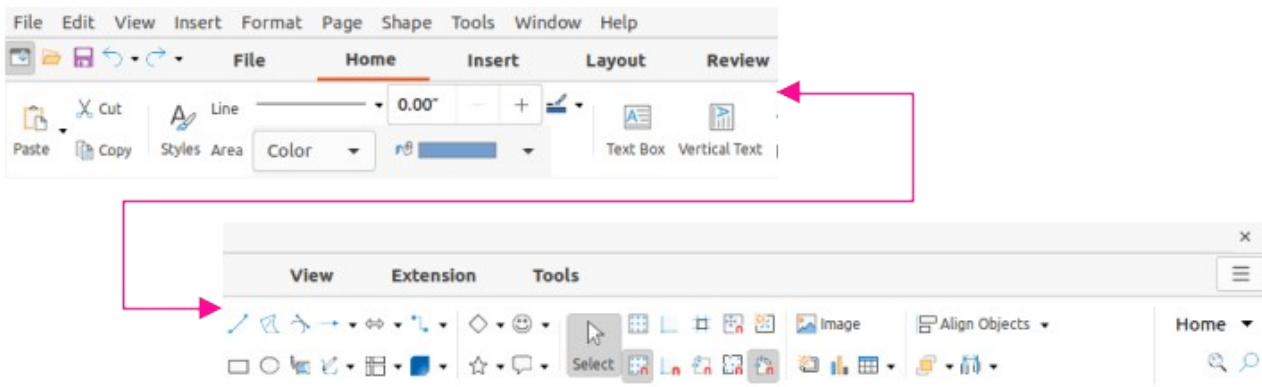 File Edit View Insert Format Page Shape Tools Window Help
File Home Insert Layout Review
Cut Line 0.00″
Paste Copy Styles Area Color Text Box Vertical Text
View Extension Tools
Image Align Objects Home
Select